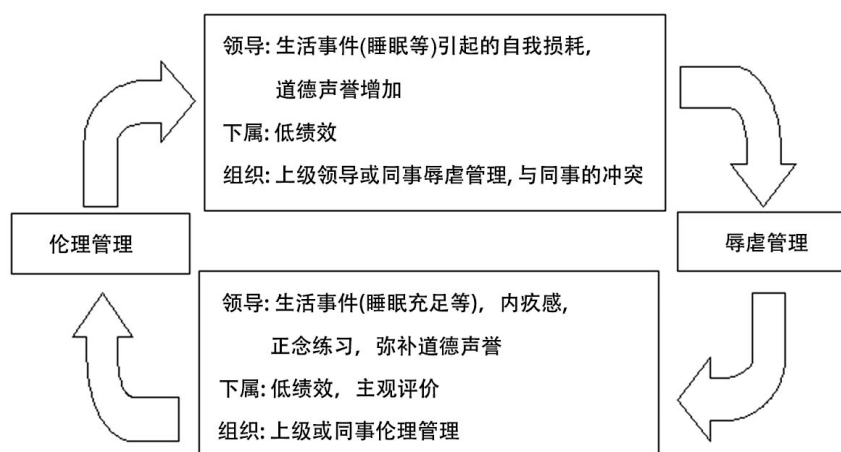 领导: 生活事件(睡眠等)引起的自我损耗,
道德声誉增加
下属: 低绩效
组织: 上级领导或同事辱虐管理, 与同事的冲突
伦理管理
辱虐管理
领导: 生活事件(睡眠充足等), 内疚感,
正念练习, 弥补道德声誉
下属: 低绩效, 主观评价
组织: 上级或同事伦理管理